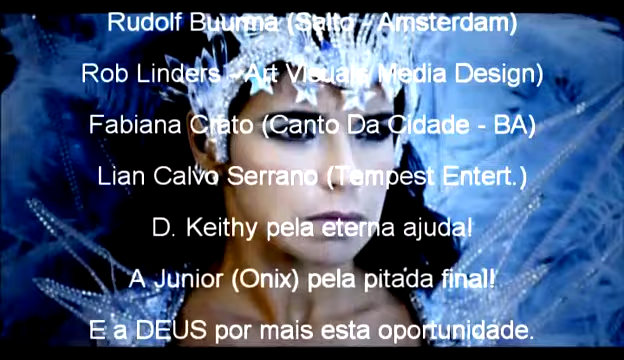 Rudolf Buurma (Salto - Amsterdam)
Rob Linders - Art Visuals Media Design)
Fabiana Crato (Canto Da Cidade - BA)
Lian Calvo Serrano (Tempest Entert.)
D. Keithy pela eterna ajuda!
A Junior (Onix) pela pitada final!
E a DEUS por mais esta oportunidade.